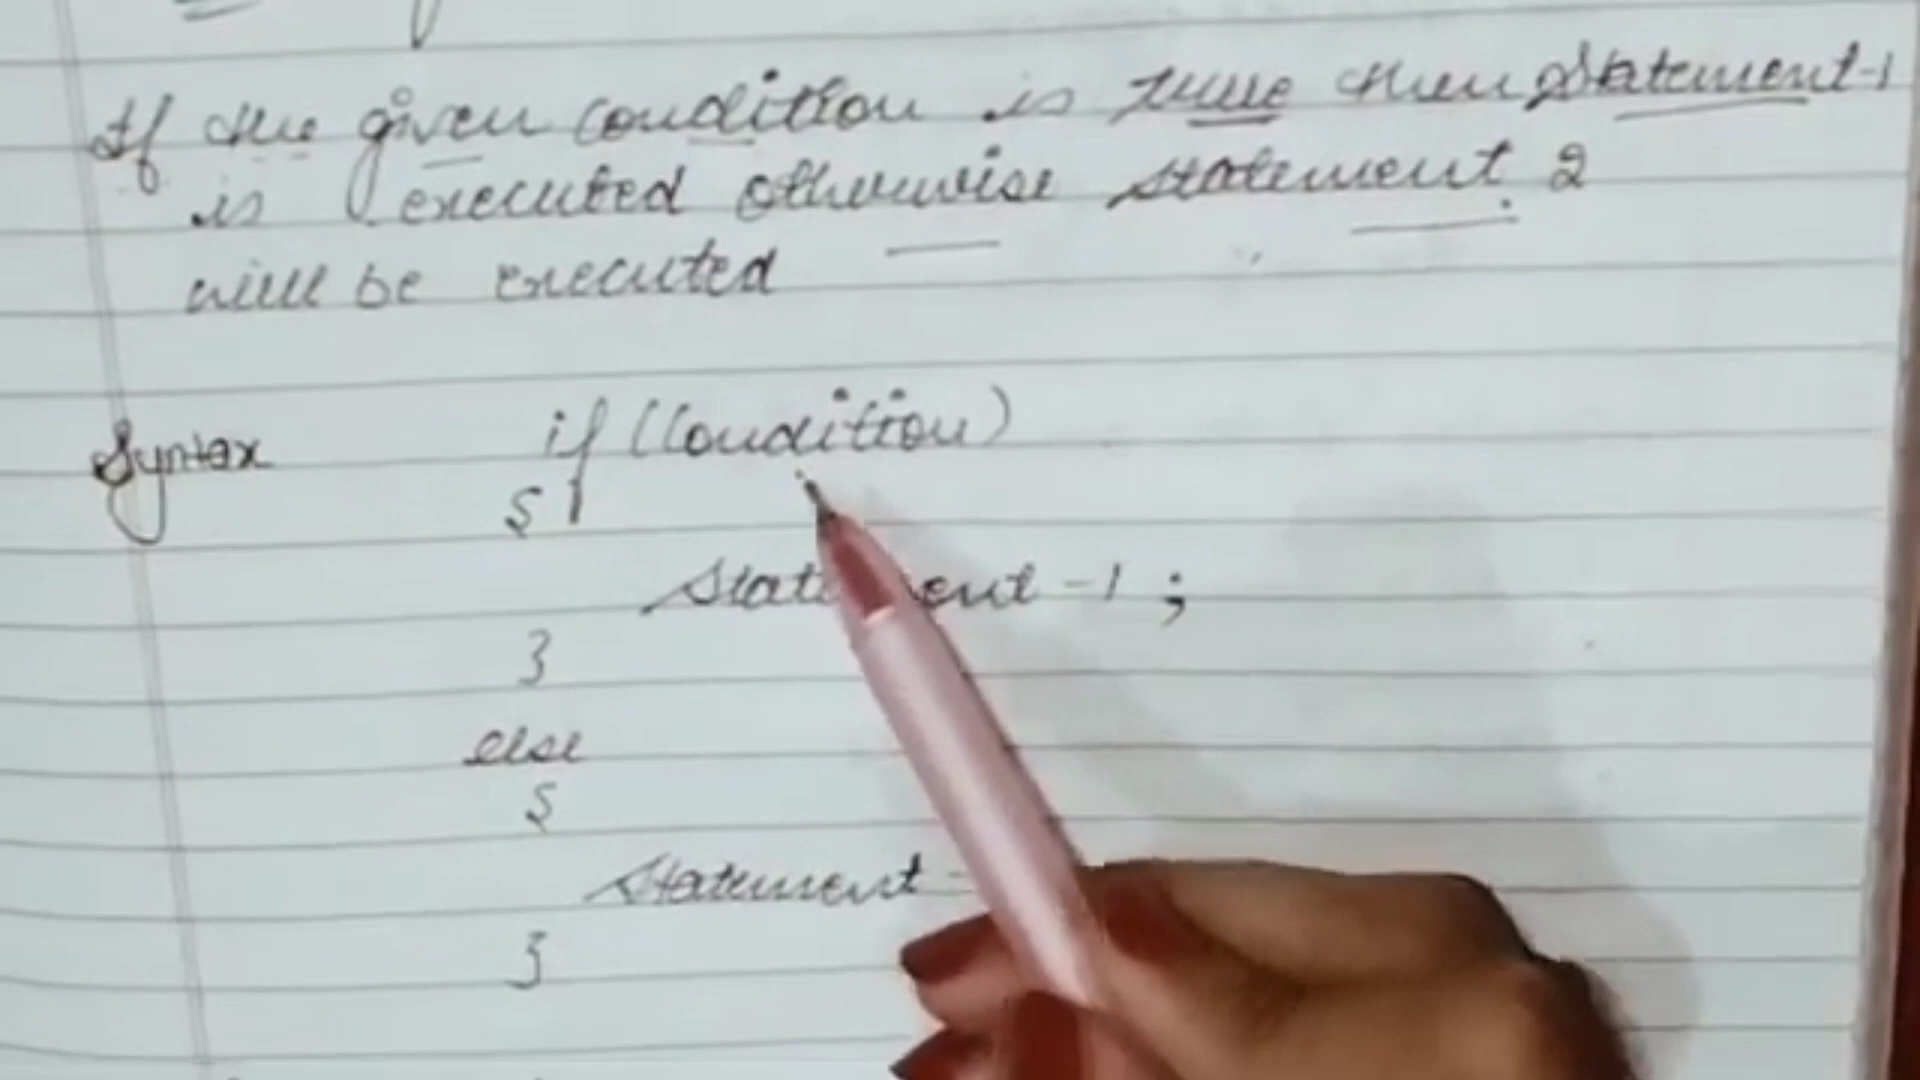 If the given condition is true then statement-1
is executed otherwise statement 2
will be executed
Syntax if (Condition)
{
Statement -1 ;
}
else
{
Statement -
}